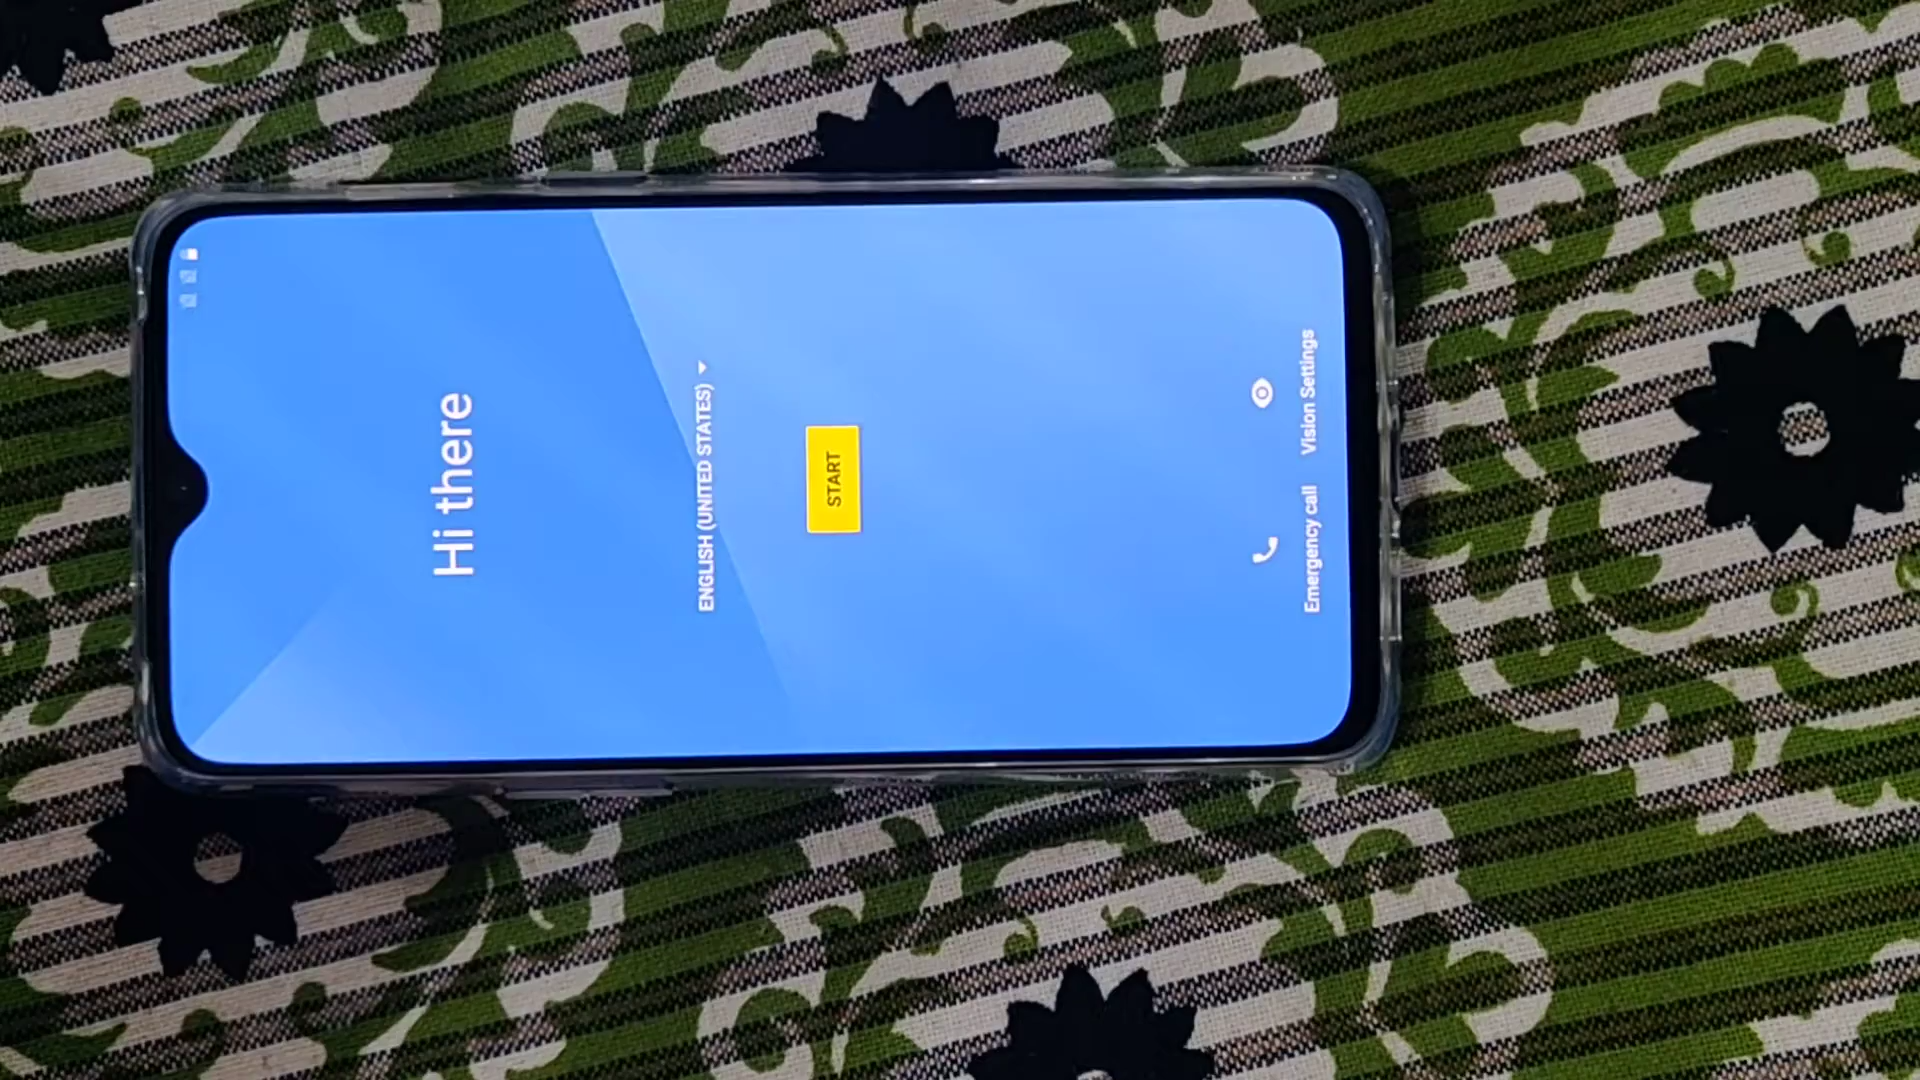 Hi there
ENGLISH (UNITED STATES)
START
Emergency call
Vision Settings